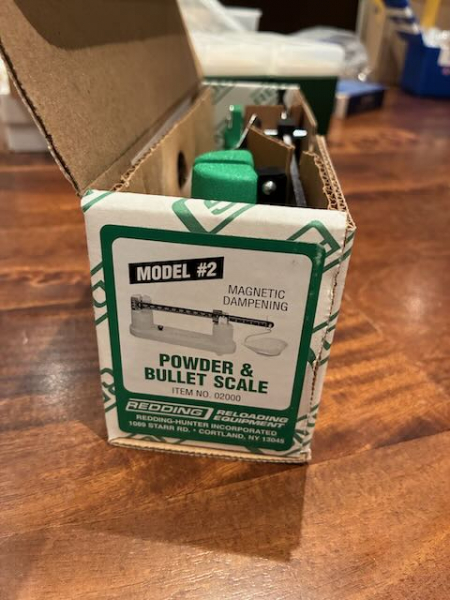 MODEL #2
MAGNETIC
DAMPENING
POWDER &
BULLET SCALE
ITEM NO. 02000
REDDING RELOADING
EQUIPMENT
REDDING-HUNTER INCORPORATED
1089 STARR RD. • CORTLAND, NY 13045